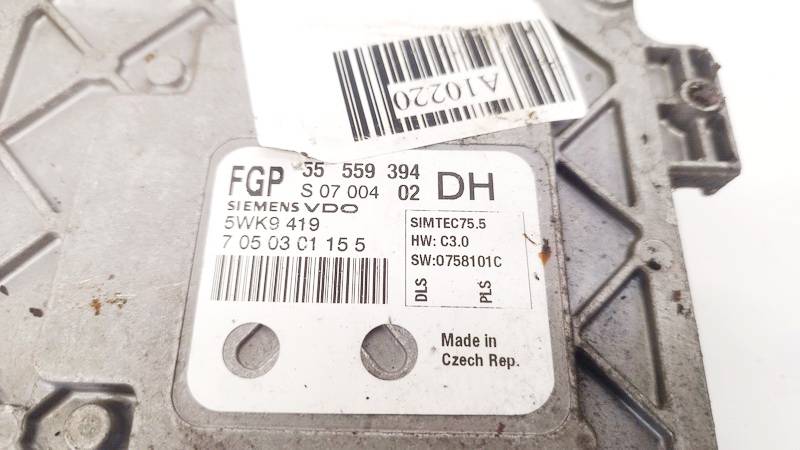 A10220
FGP 55 559 394
S 07 004 02 DH
SIEMENS VDO
5WK9 419
7 05 03 C1 15 5
SIMTEC75.5
HW: C3.0
SW:0758101C
DLS PLS
Made in
Czech Rep.